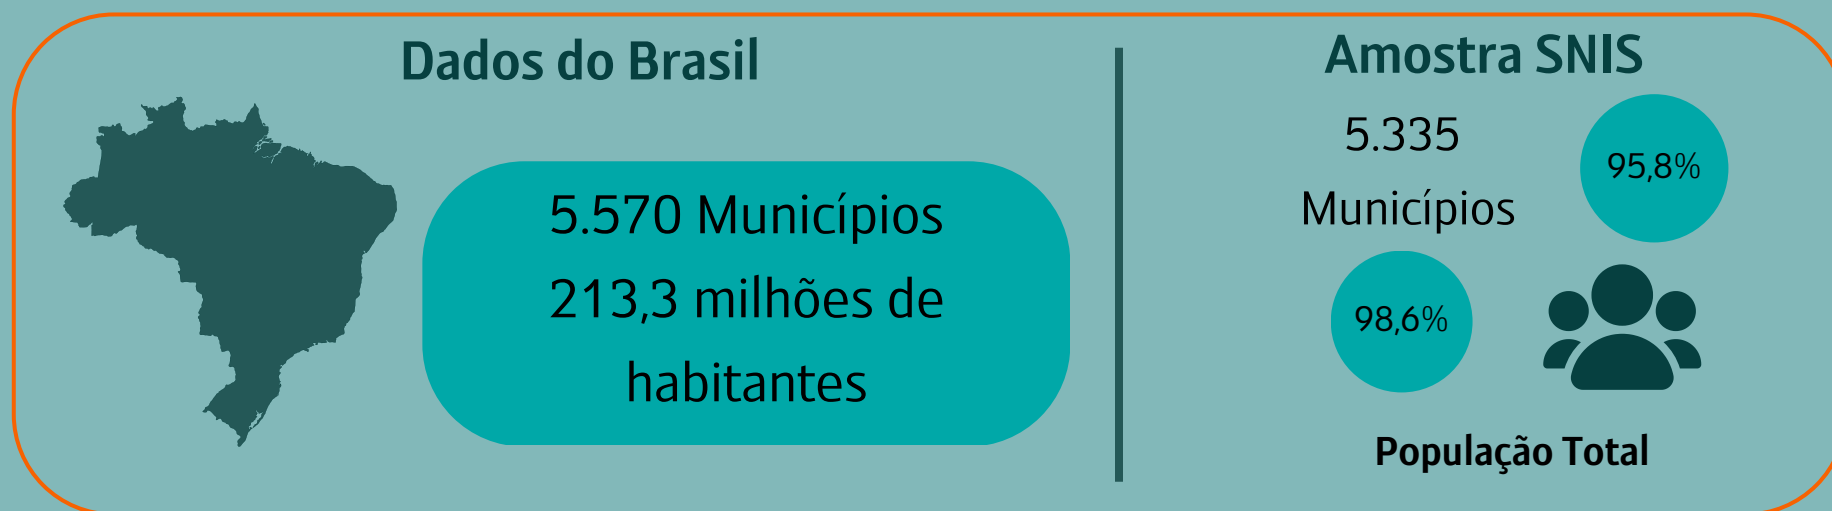 Dados do Brasil
5.570 Municípios
213,3 milhões de
habitantes
Amostra SNIS
5.335
Municípios
95,8%
98,6%
População Total